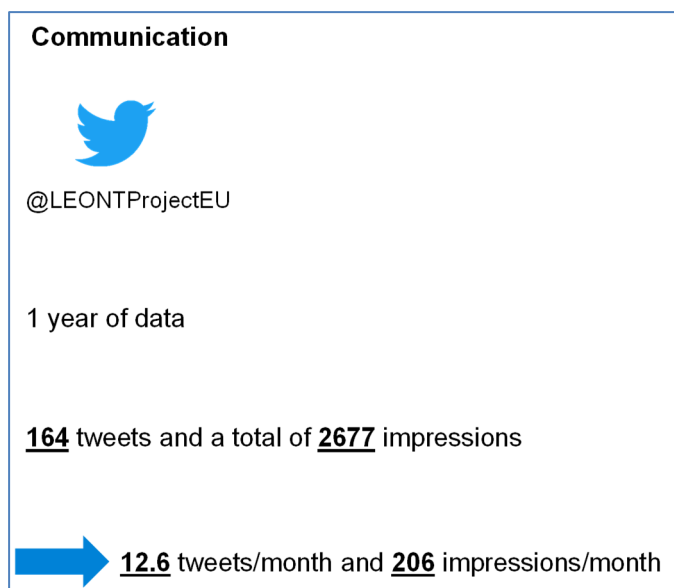 Communication
@LEONTProjectEU
1 year of data
164 tweets and a total of 2677 impressions
12.6 tweets/month and 206 impressions/month